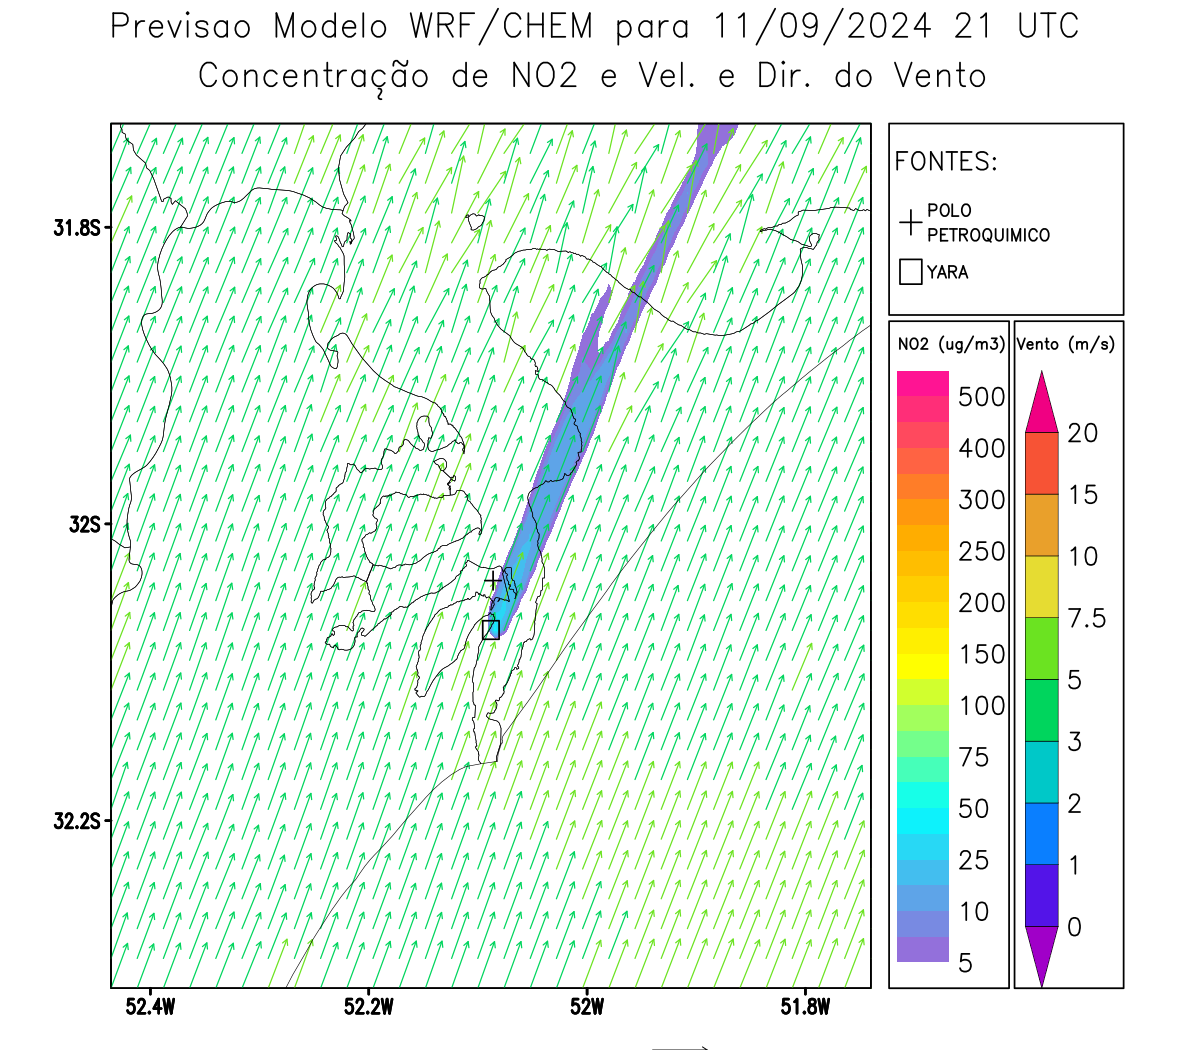 Previsao Modelo WRF/CHEM para 11/09/2024 21 UTC
Concentração de NO2 e Vel. e Dir. do Vento
FONTES:
POLO
PETROQUIMICO
YARA
NO2 (ug/m3)
500
400
300
250
200
150
100
75
50
25
10
5
Vento (m/s)
20
15
10
7.5
5
3
2
1
0
31.8S
32S
32.2S
52.4W
52.2W
52W
51.8W